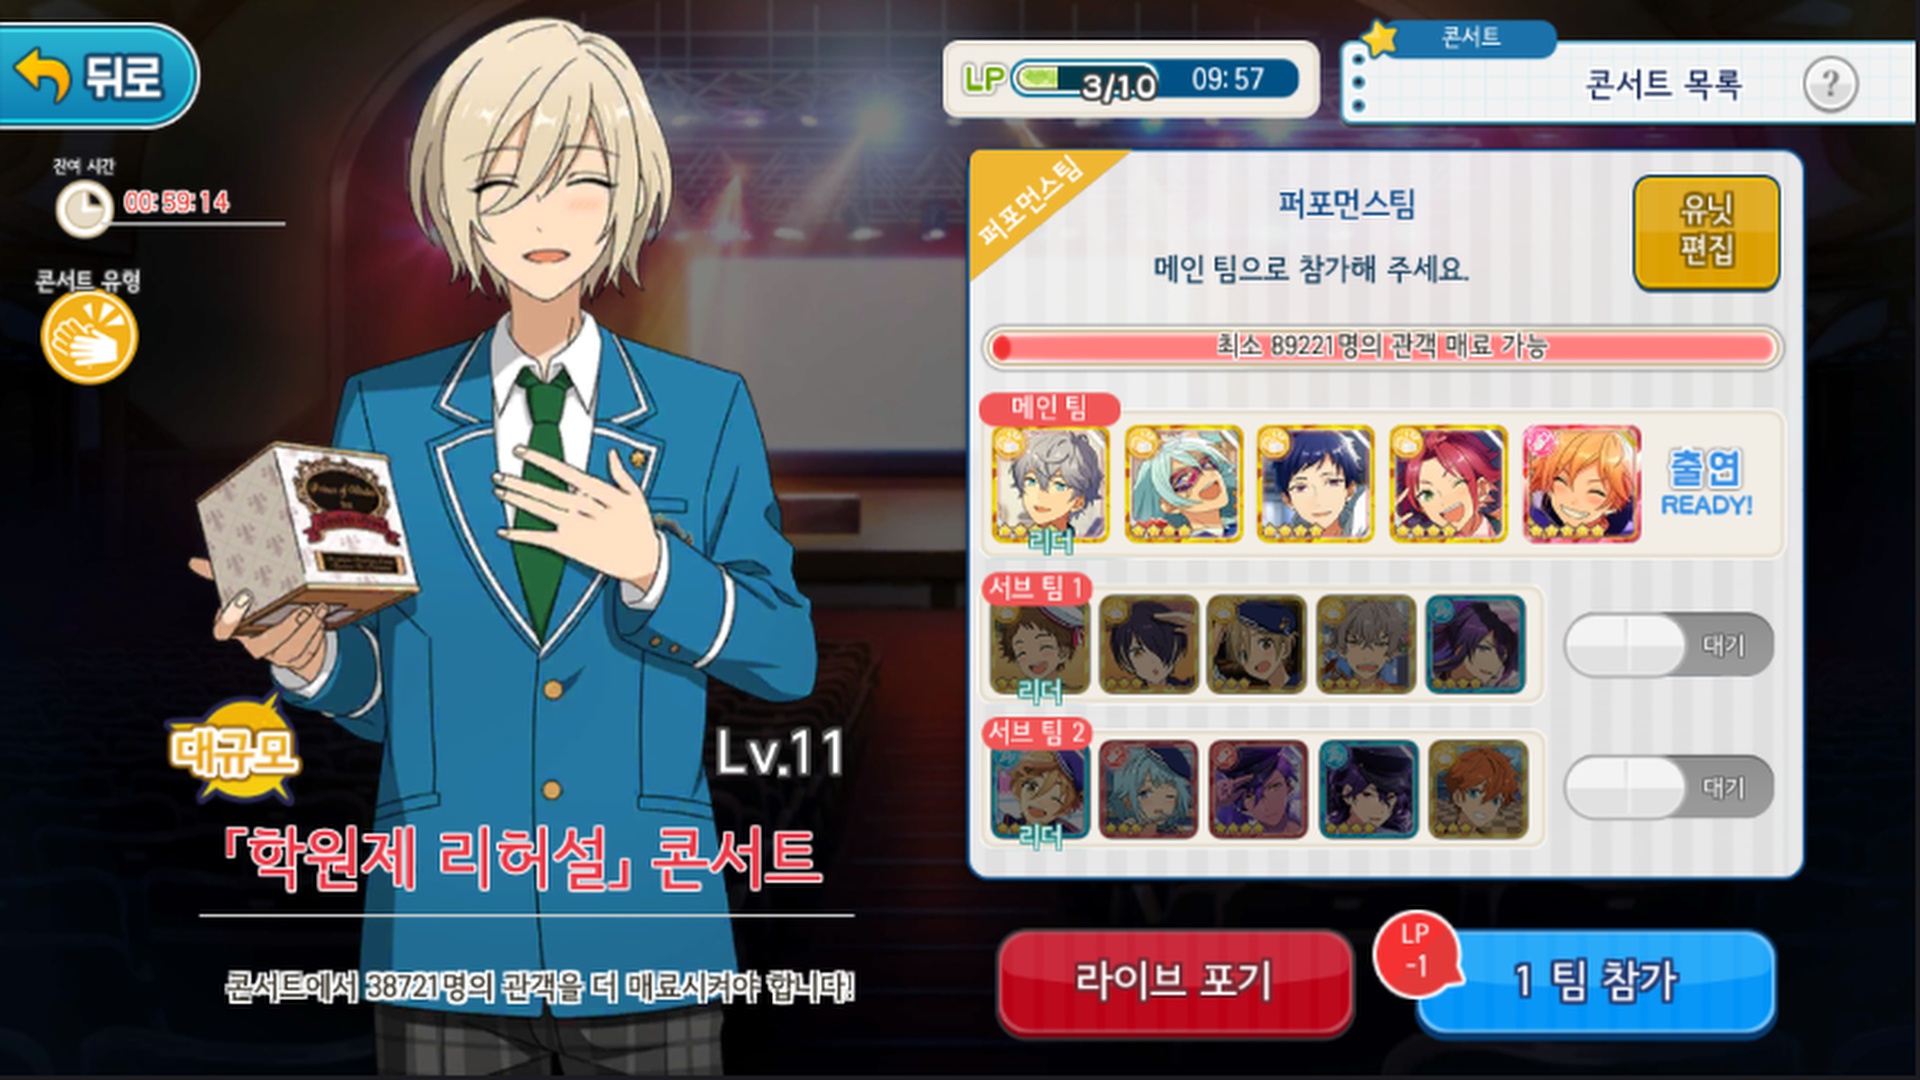 뒤로
잔여 시간
00:59:14
콘서트 유형
LP
3/10
09:57
콘서트
콘서트 목록
?
퍼포먼스팀
퍼포먼스팀
메인 팀으로 참가해 주세요.
유닛
편집
최소 89221명의 관객 매료 가능
메인 팀
리더
출연
READY!
서브 팀 1
리더
대기
서브 팀 2
리더
대기
대규모
Lv.11
「학원제 리허설」 콘서트
콘서트에서 38721명의 관객을 더 매료시켜야 합니다!
라이브 포기
LP
-1
1 팀 참가